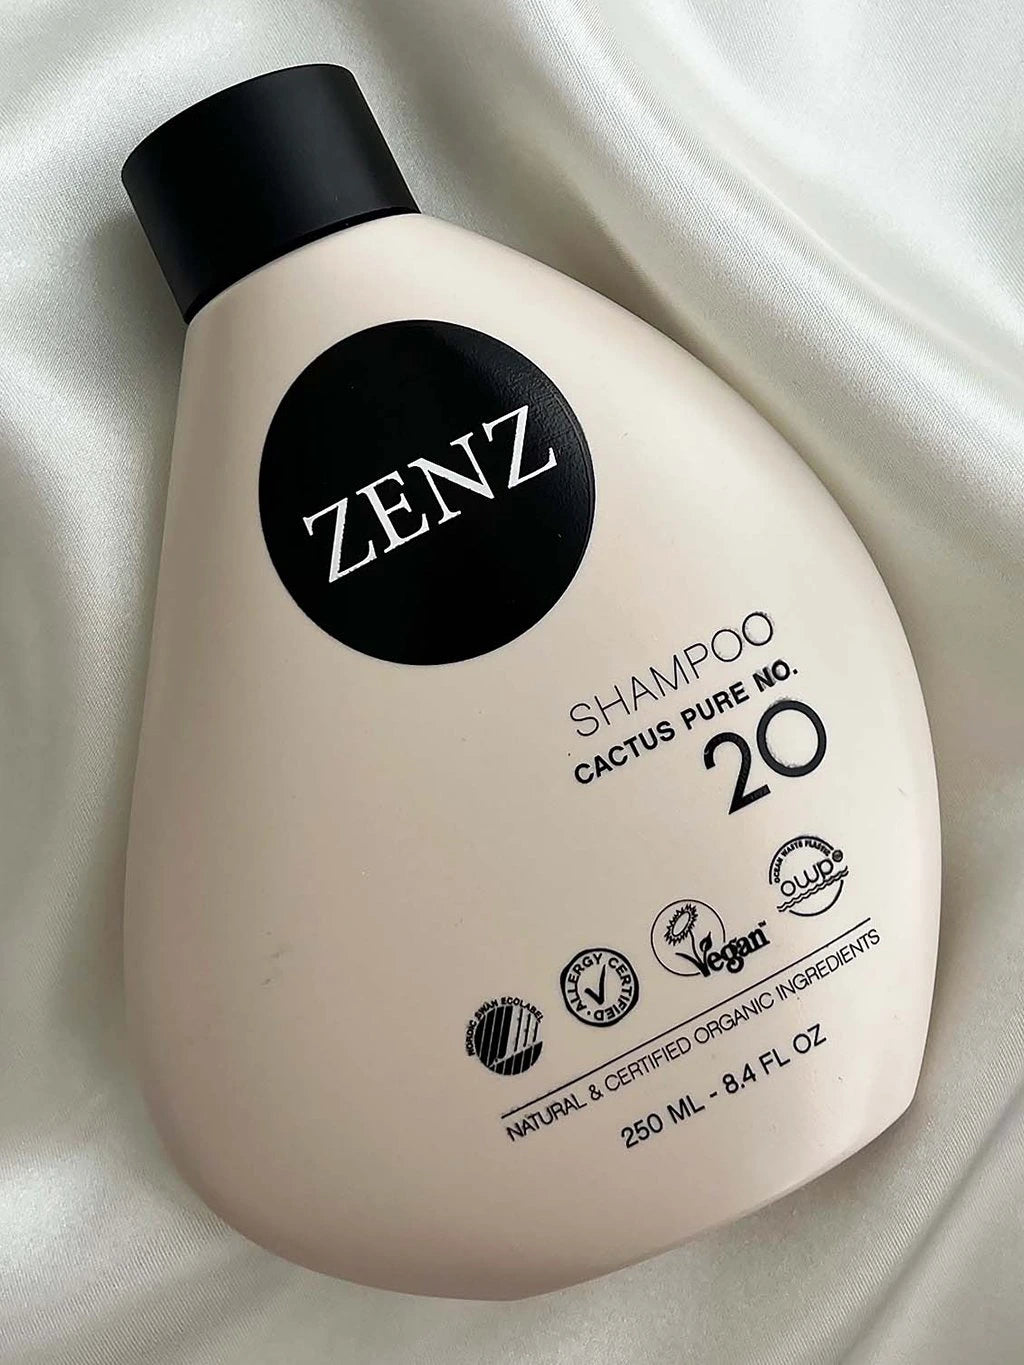 ZENZ
SHAMPOO
CACTUS PURE NO.
20
OCEAN WASTE PLASTIC
owp
Vegan™
ALLERGY CERTIFIED
NORDIC SWAN ECOLABEL
NATURAL & CERTIFIED ORGANIC INGREDIENTS
250 ML - 8.4 FL OZ